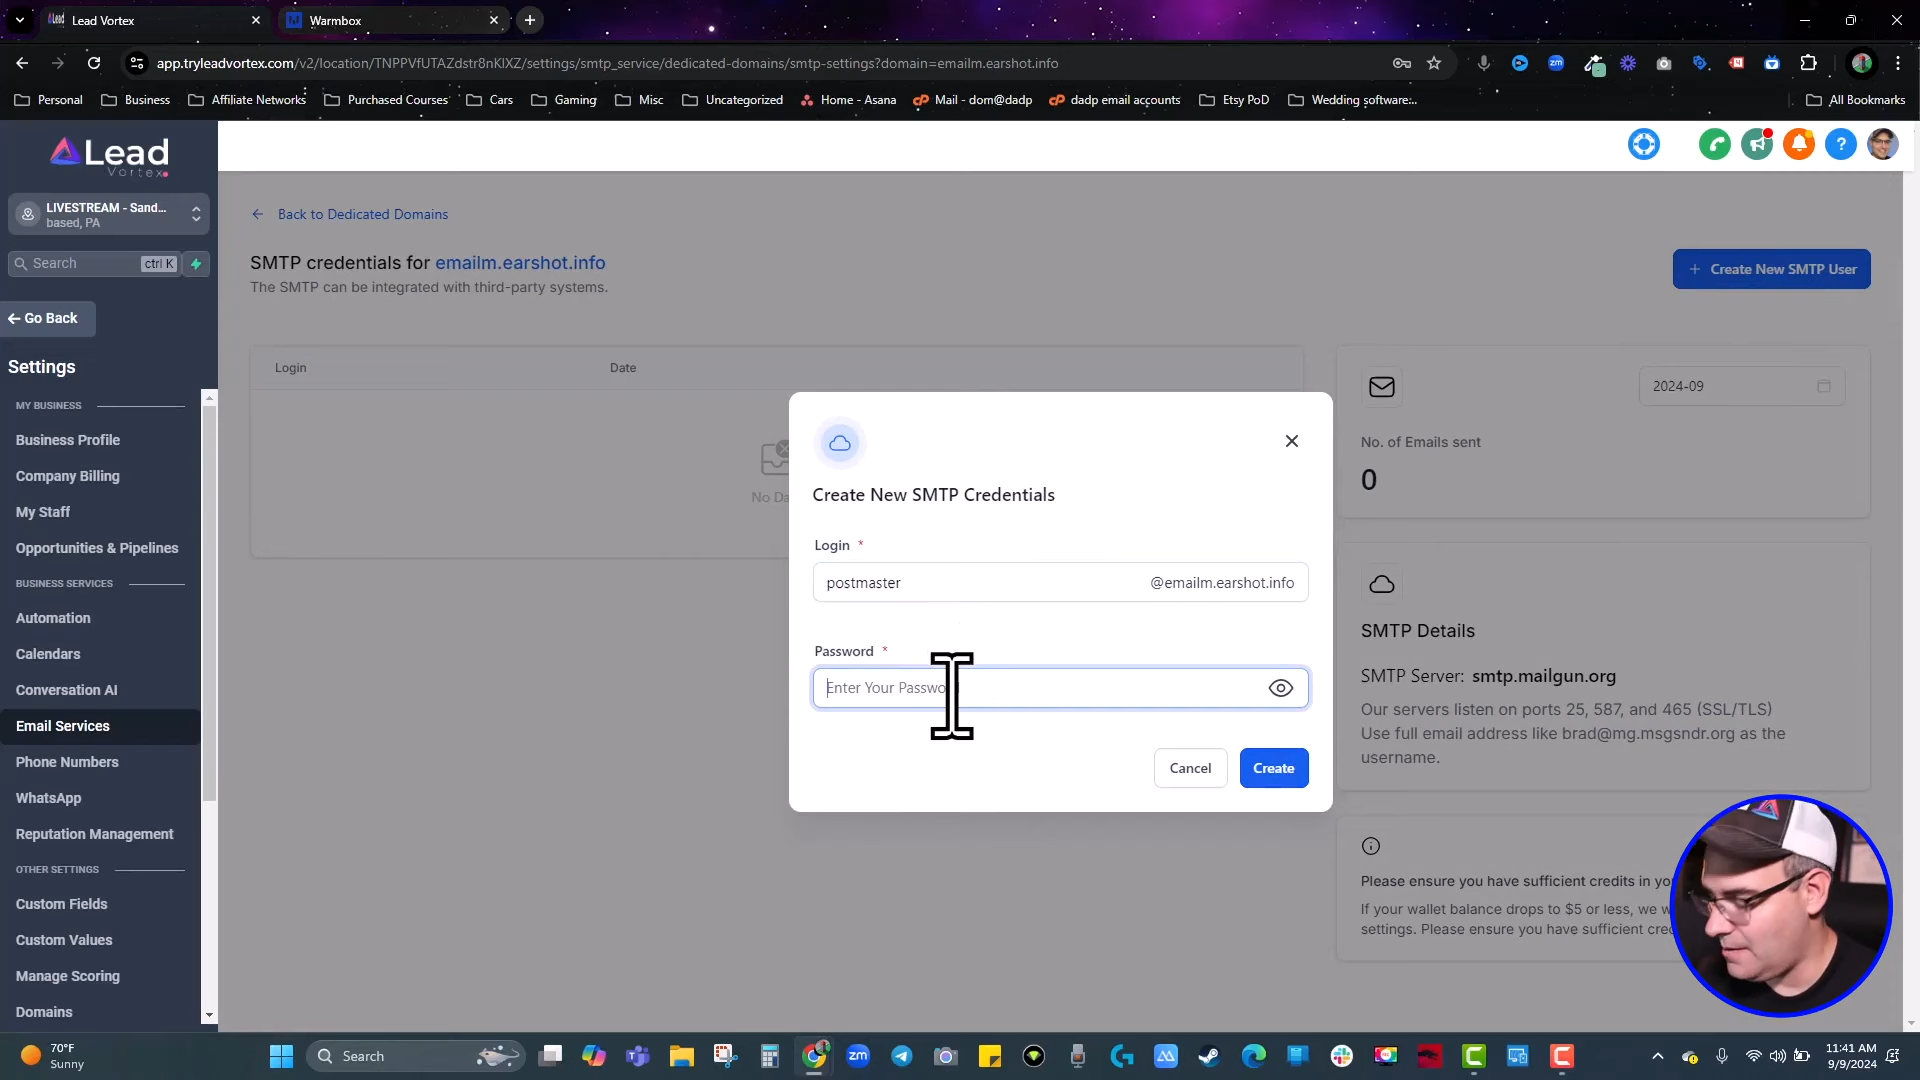 Lead Vortex
Warmbox
app.tryleadvortex.com/v2/location/TNPPVfUTAZdstr8nKlXZ/settings/smtp_service/dedicated-domains/smtp-settings?domain=emailm.earshot.info
Personal
Business
Affiliate Networks
Purchased Courses
Cars
Gaming
Misc
Uncategorized
Home - Asana
Mail - dom@dadp
dadp email accounts
Etsy PoD
Wedding software:...
All Bookmarks
Lead
Vortex
LIVESTREAM - Sand...
based, PA
Search
ctrl K
Go Back
Settings
MY BUSINESS
Business Profile
Company Billing
My Staff
Opportunities & Pipelines
BUSINESS SERVICES
Automation
Calendars
Conversation AI
Email Services
Phone Numbers
WhatsApp
Reputation Management
OTHER SETTINGS
Custom Fields
Custom Values
Manage Scoring
Domains
Back to Dedicated Domains
SMTP credentials for emailm.earshot.info
The SMTP can be integrated with third-party systems.
+ Create New SMTP User
Login
Date
No Da
Create New SMTP Credentials
Login *
postmaster
@emailm.earshot.info
Password *
Enter Your Passwo
Cancel
Create
2024-09
No. of Emails sent
0
SMTP Details
SMTP Server: smtp.mailgun.org
Our servers listen on ports 25, 587, and 465 (SSL/TLS)
Use full email address like brad@mg.msgsndr.org as the
username.
Please ensure you have sufficient credits in yo
If your wallet balance drops to $5 or less, we w
settings. Please ensure you have sufficient cre
70°F
Sunny
Search
11:41 AM
9/9/2024